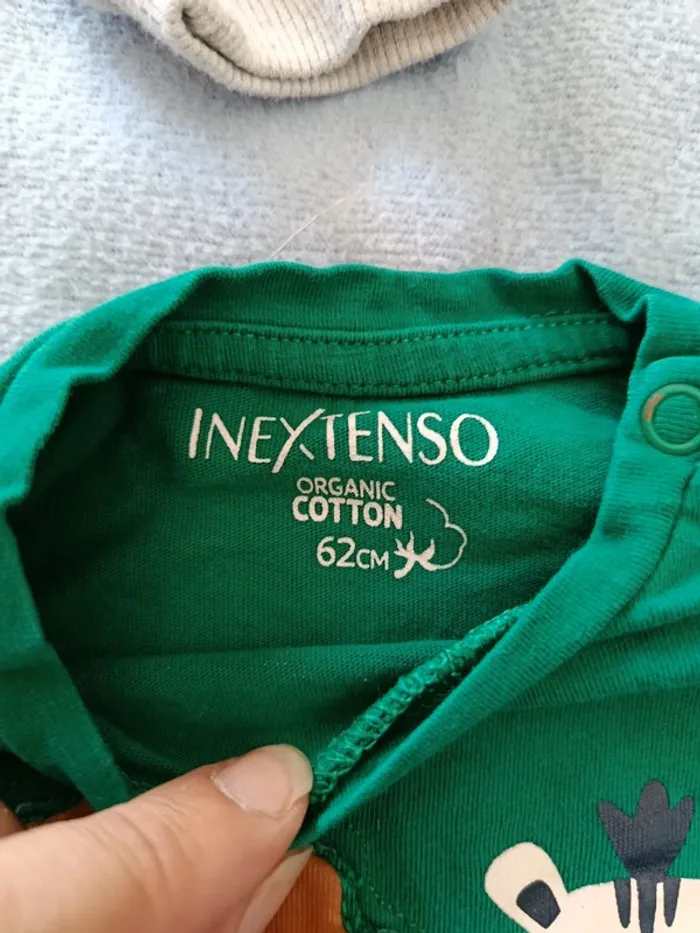 INEXTENSO
ORGANIC
COTTON
62CM